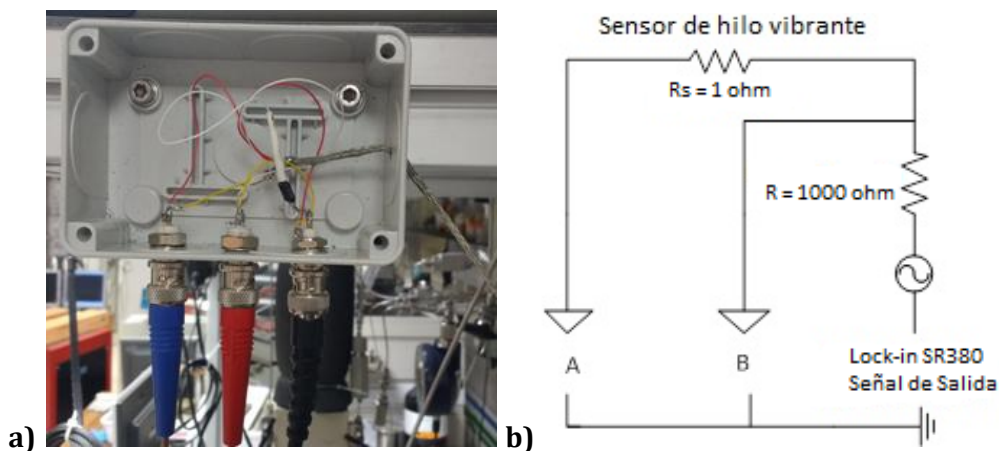 Sensor de hilo vibrante
Rs = 1 ohm
R = 1000 ohm
A
B
Lock-in SR380
Señal de Salida
a)
b)